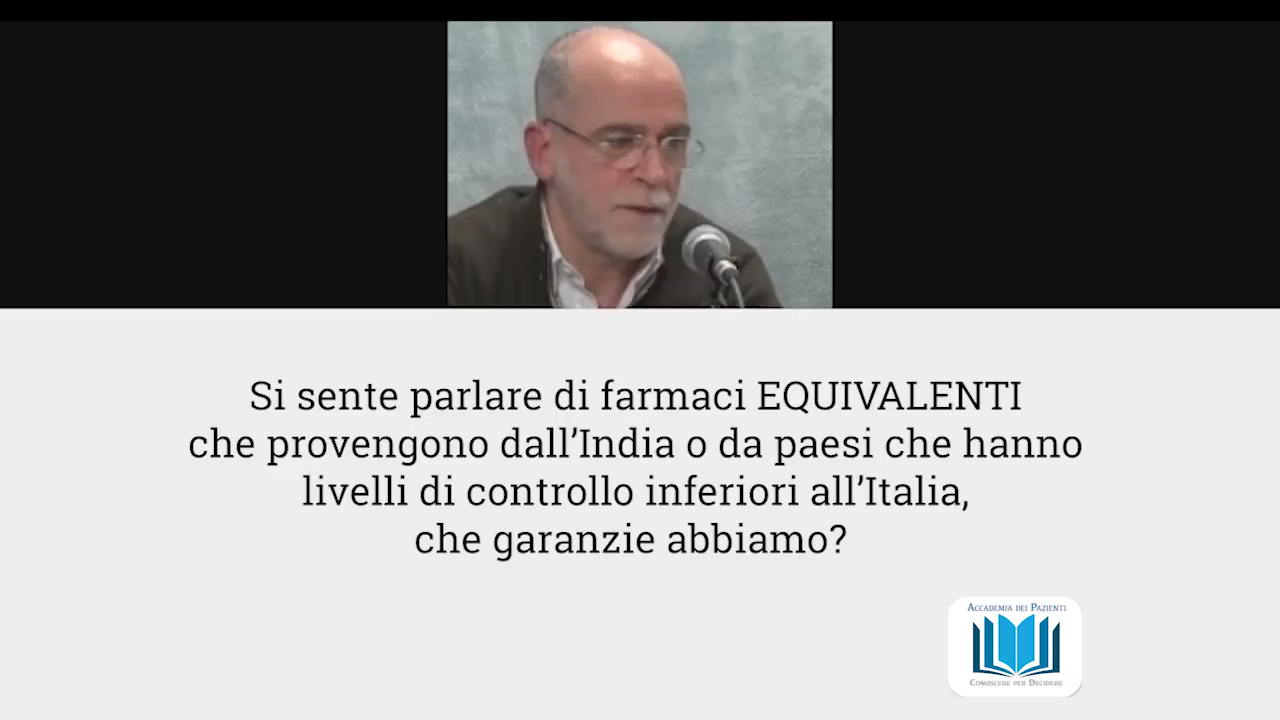 Si sente parlare di farmaci EQUIVALENTI
che provengono dall’India o da paesi che hanno
livelli di controllo inferiori all’Italia,
che garanzie abbiamo?
Accademia dei Pazienti
Conoscere per Decidere